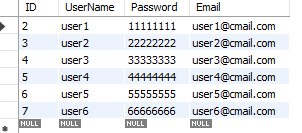 ID UserName Password Email
2 user1 11111111 user1@cmail.com
3 user2 22222222 user2@cmail.com
4 user3 33333333 user3@cmail.com
5 user4 44444444 user4@cmail.com
6 user5 55555555 user5@cmail.com
7 user6 66666666 user6@cmail.com
NULL NULL NULL NULL